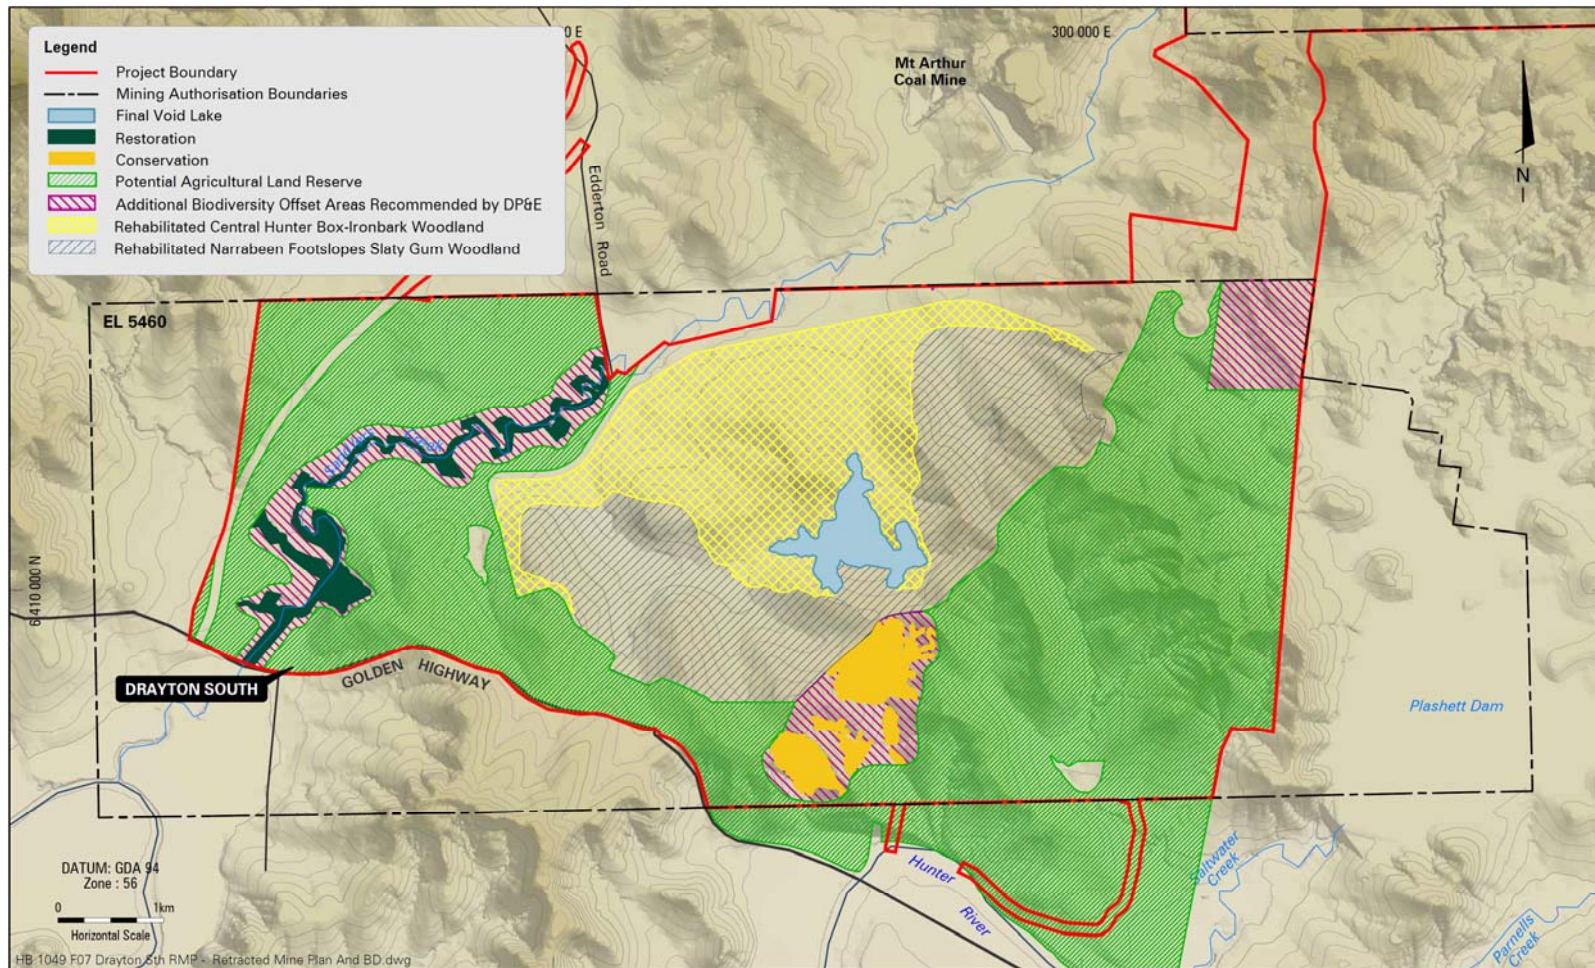 Legend
Project Boundary
Mining Authorisation Boundaries
Final Void Lake
Restoration
Conservation
Potential Agricultural Land Reserve
Additional Biodiversity Offset Areas Recommended by DP&E
Rehabilitated Central Hunter Box-Ironbark Woodland
Rehabilitated Narrabeen Footslopes Slaty Gum Woodland
0 E
300 000 E
Mt Arthur
Coal Mine
Edderton Road
N
EL 5460
Creek
6 410 000 N
DRAYTON SOUTH
GOLDEN HIGHWAY
Plashett Dam
DATUM: GDA 94
Zone : 56
0 1km
Horizontal Scale
Hunter
River
Saltwater
Creek
Parnells
Creek
HB 1049 F07 Drayton Sth RMP - Retracted Mine Plan And BD.dwg